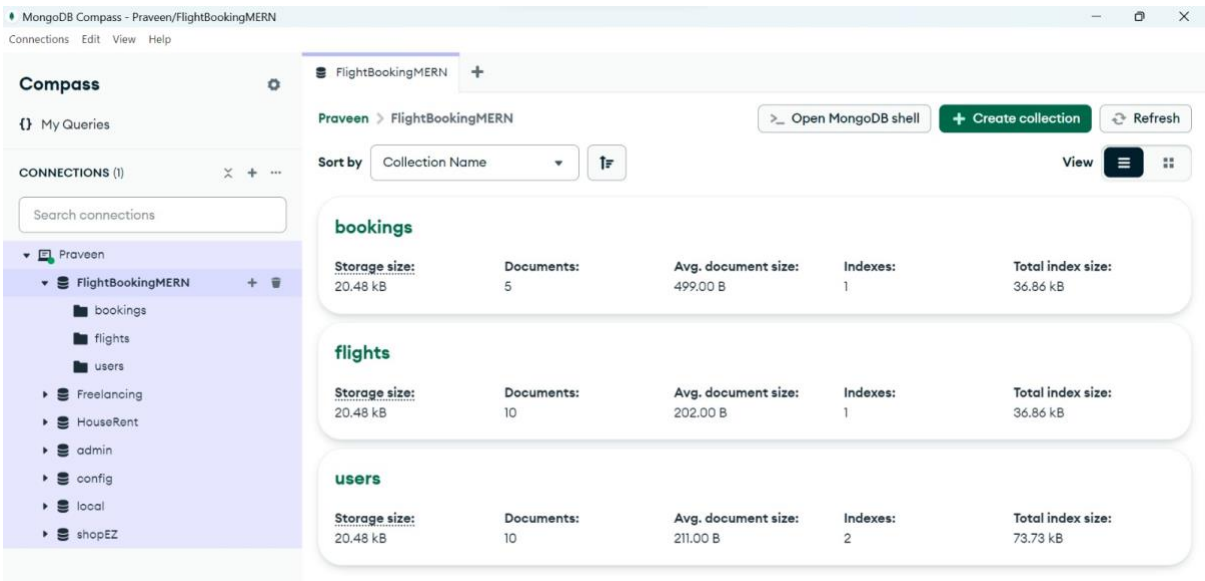 MongoDB Compass - Praveen/FlightBookingMERN
Connections Edit View Help
Compass
{} My Queries
CONNECTIONS (1)
Search connections
Praveen
FlightBookingMERN
bookings
flights
users
Freelancing
HouseRent
admin
config
local
shopEZ
FlightBookingMERN
Praveen > FlightBookingMERN
>_ Open MongoDB shell
+ Create collection
Refresh
Sort by Collection Name
View
bookings
Storage size: Documents: Avg. document size: Indexes: Total index size:
20.48 kB 5 499.00 B 1 36.86 kB
flights
Storage size: Documents: Avg. document size: Indexes: Total index size:
20.48 kB 10 202.00 B 1 36.86 kB
users
Storage size: Documents: Avg. document size: Indexes: Total index size:
20.48 kB 10 211.00 B 2 73.73 kB